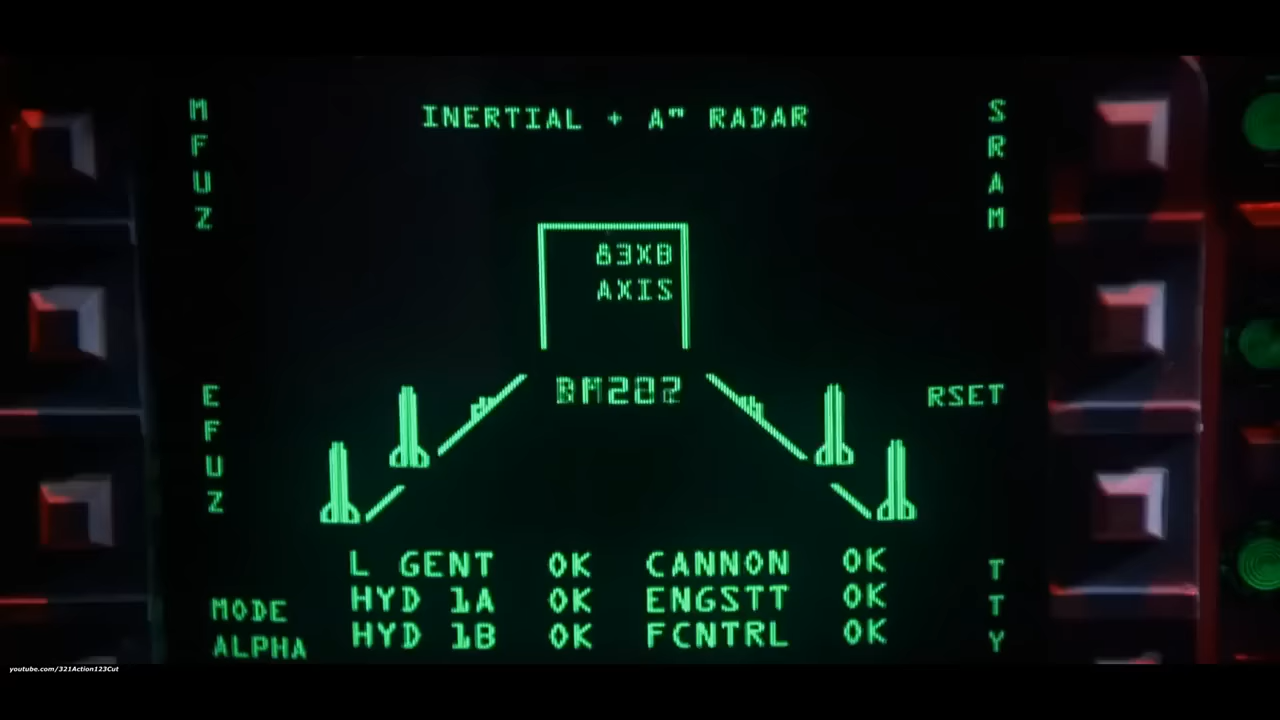 MFUZ
INERTIAL + A™ RADAR
SRAM
83XB
AXIS
BM202
EFUZ
RSET
L GENT OK CANNON OK
HYD 1A OK ENGSTT OK
HYD 1B OK FCNTRL OK
MODE
ALPHA
TTY
youtube.com/321Action123Cut